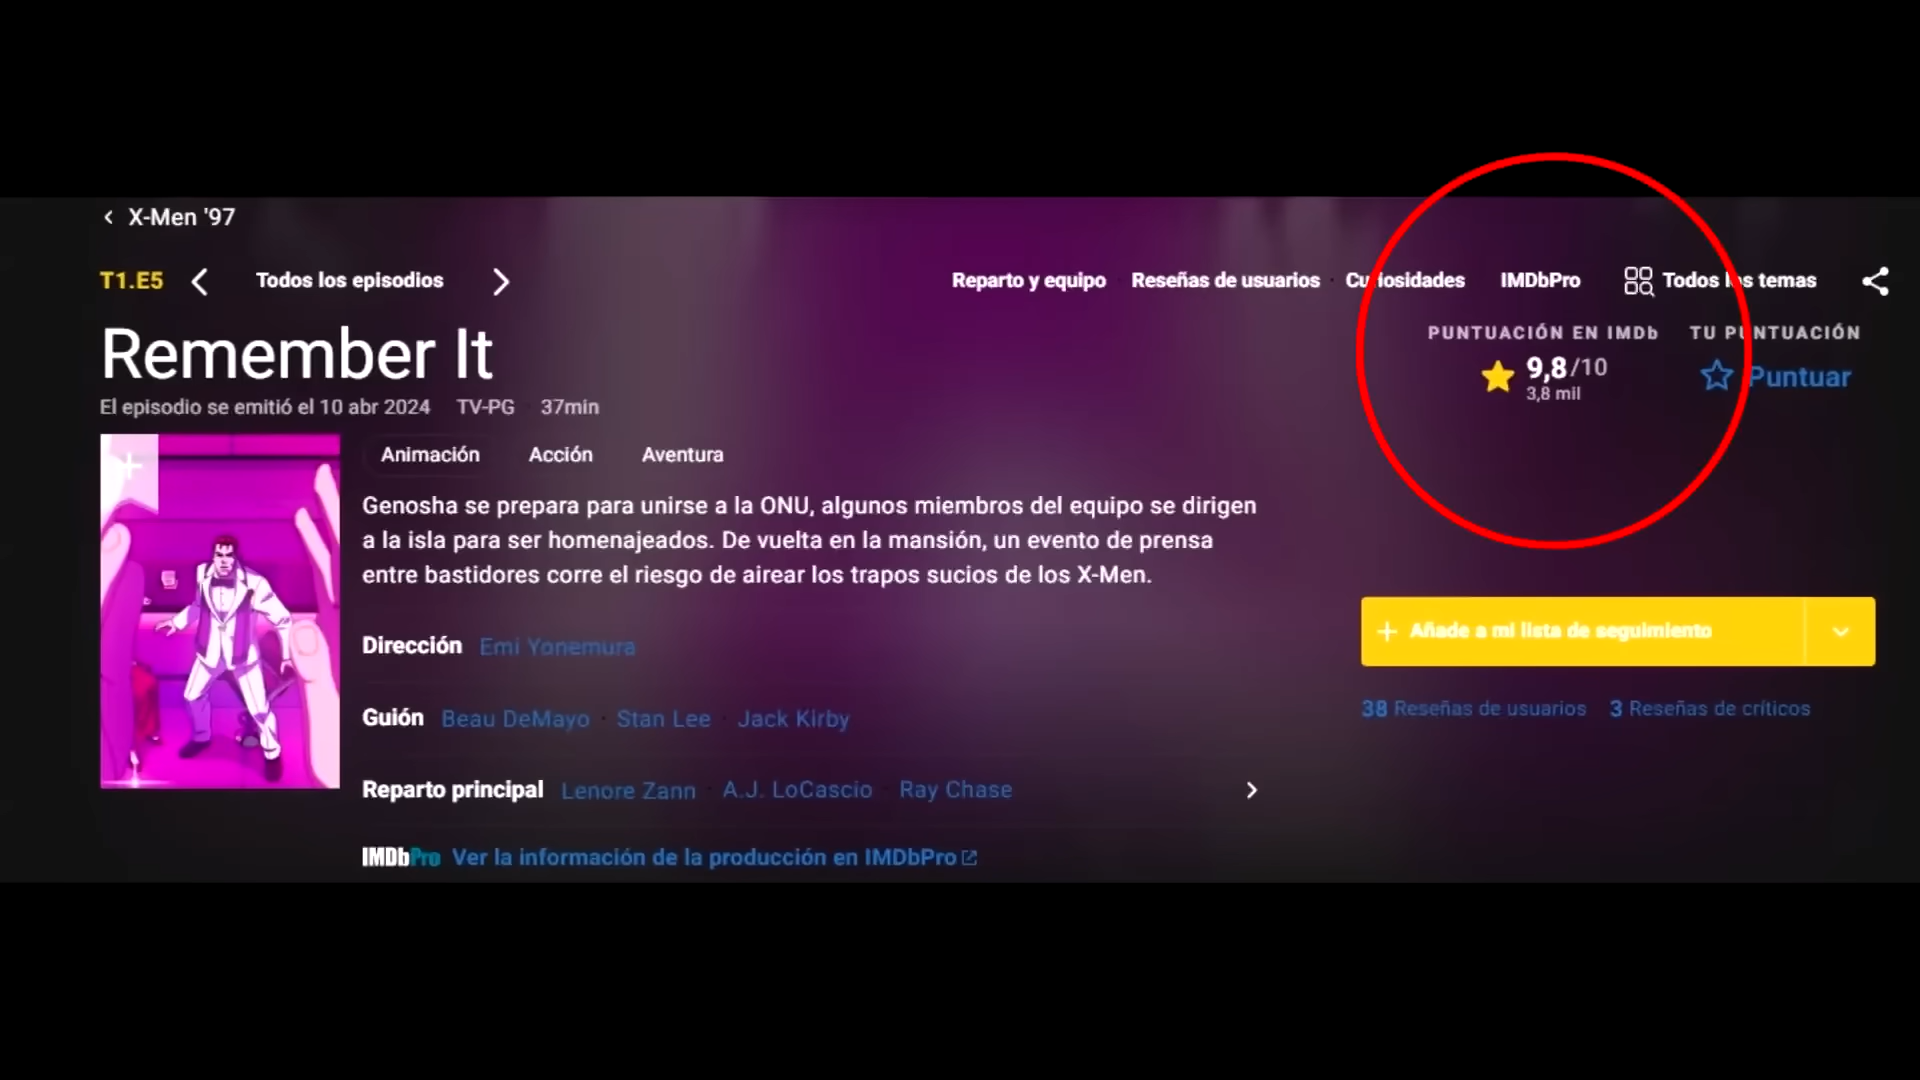 X-Men '97
T1.E5 Todos los episodios Reparto y equipo Reseñas de usuarios Curiosidades IMDbPro Todos los temas
Remember It
PUNTUACIÓN EN IMDb TU PUNTUACIÓN
9,8/10 Puntuar
3,8 mil
El episodio se emitió el 10 abr 2024 TV-PG 37min
Animación Acción Aventura
Genosha se prepara para unirse a la ONU, algunos miembros del equipo se dirigen
a la isla para ser homenajeados. De vuelta en la mansión, un evento de prensa
entre bastidores corre el riesgo de airear los trapos sucios de los X-Men.
Añade a mi lista de seguimiento
Dirección Emi Yonemura
38 Reseñas de usuarios 3 Reseñas de críticos
Guión Beau DeMayo · Stan Lee · Jack Kirby
Reparto principal Lenore Zann · A.J. LoCascio · Ray Chase
IMDbPro Ver la información de la producción en IMDbPro